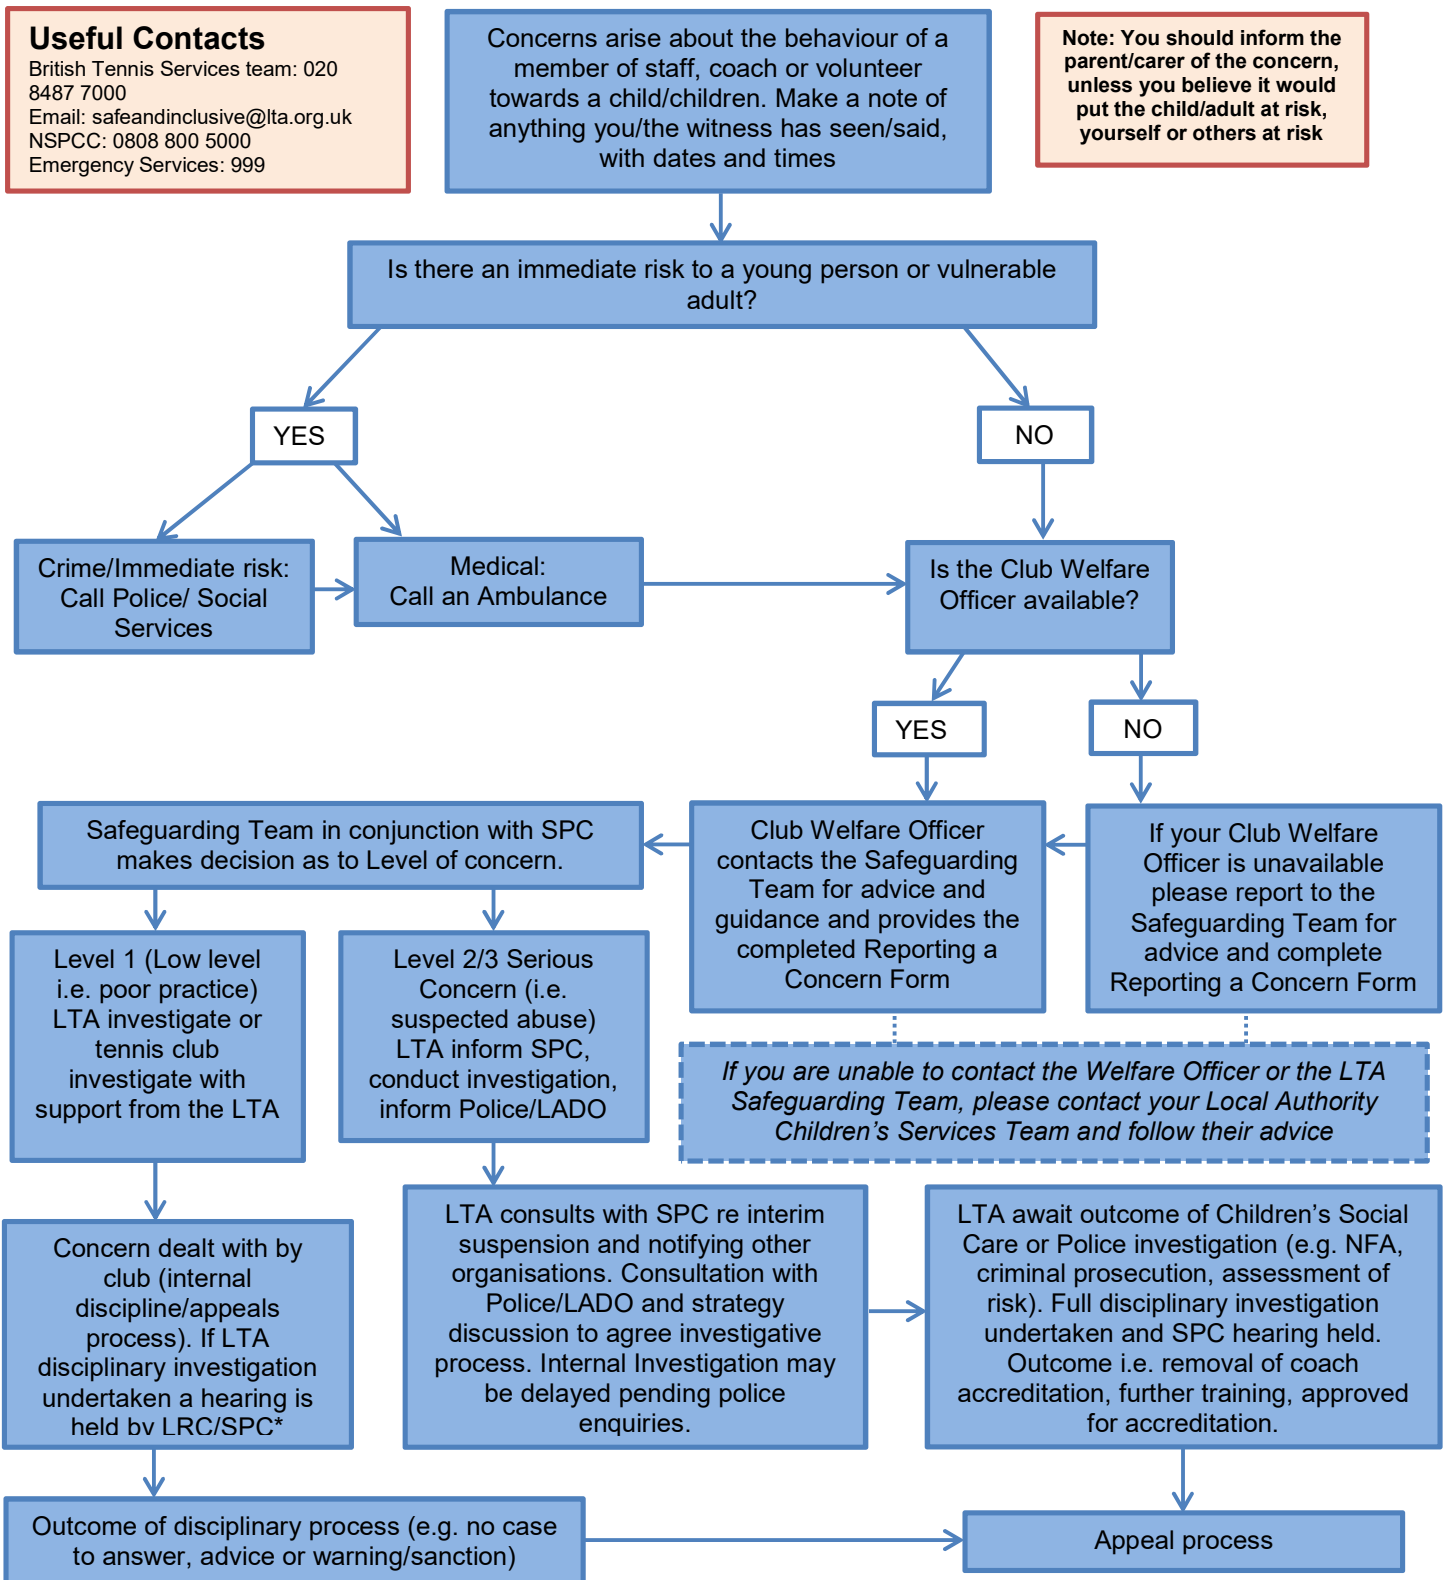 Useful Contacts
British Tennis Services team: 020
8487 7000
Email: safeandinclusive@lta.org.uk
NSPCC: 0808 800 5000
Emergency Services: 999
Concerns arise about the behaviour of a
member of staff, coach or volunteer
towards a child/children. Make a note of
anything you/the witness has seen/said,
with dates and times
Note: You should inform the
parent/carer of the concern,
unless you believe it would
put the child/adult at risk,
yourself or others at risk
Is there an immediate risk to a young person or vulnerable
adult?
YES
NO
Crime/Immediate risk:
Call Police/ Social
Services
Medical:
Call an Ambulance
Is the Club Welfare
Officer available?
YES
NO
Safeguarding Team in conjunction with SPC
makes decision as to Level of concern.
Club Welfare Officer
contacts the Safeguarding
Team for advice and
guidance and provides the
completed Reporting a
Concern Form
If your Club Welfare
Officer is unavailable
please report to the
Safeguarding Team for
advice and complete
Reporting a Concern Form
Level 1 (Low level
i.e. poor practice)
LTA investigate or
tennis club
investigate with
support from the LTA
Level 2/3 Serious
Concern (i.e.
suspected abuse)
LTA inform SPC,
conduct investigation,
inform Police/LADO
If you are unable to contact the Welfare Officer or the LTA
Safeguarding Team, please contact your Local Authority
Children’s Services Team and follow their advice
Concern dealt with by
club (internal
discipline/appeals
process). If LTA
disciplinary investigation
undertaken a hearing is
held by LRC/SPC*
LTA consults with SPC re interim
suspension and notifying other
organisations. Consultation with
Police/LADO and strategy
discussion to agree investigative
process. Internal Investigation may
be delayed pending police
enquiries.
LTA await outcome of Children’s Social
Care or Police investigation (e.g. NFA,
criminal prosecution, assessment of
risk). Full disciplinary investigation
undertaken and SPC hearing held.
Outcome i.e. removal of coach
accreditation, further training, approved
for accreditation.
Outcome of disciplinary process (e.g. no case
to answer, advice or warning/sanction)
Appeal process